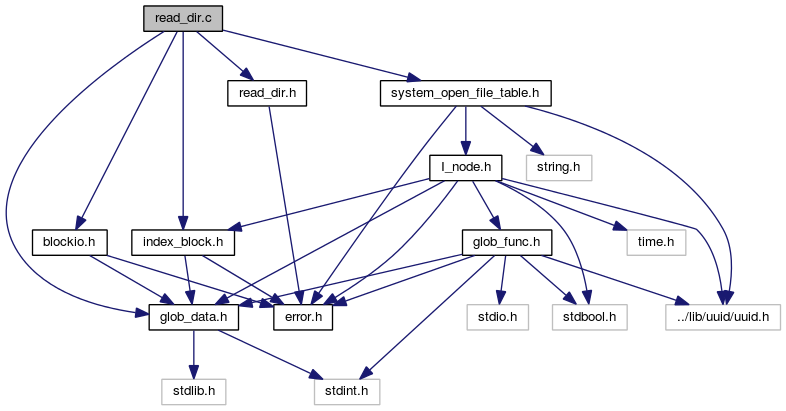 read_dir.c
read_dir.h
system_open_file_table.h
I_node.h
string.h
blockio.h
index_block.h
glob_func.h
time.h
glob_data.h
error.h
stdio.h
stdbool.h
../lib/uuid/uuid.h
stdlib.h
stdint.h